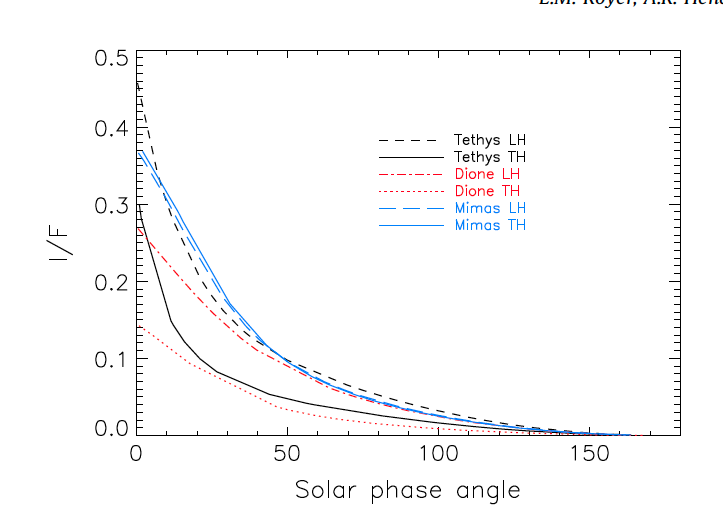 E.M. Royer, A.R.
0.5
0.4
0.3
0.2
0.1
0.0
I/F
Tethys LH
Tethys TH
Dione LH
Dione TH
Mimas LH
Mimas TH
0
50
100
150
Solar phase angle